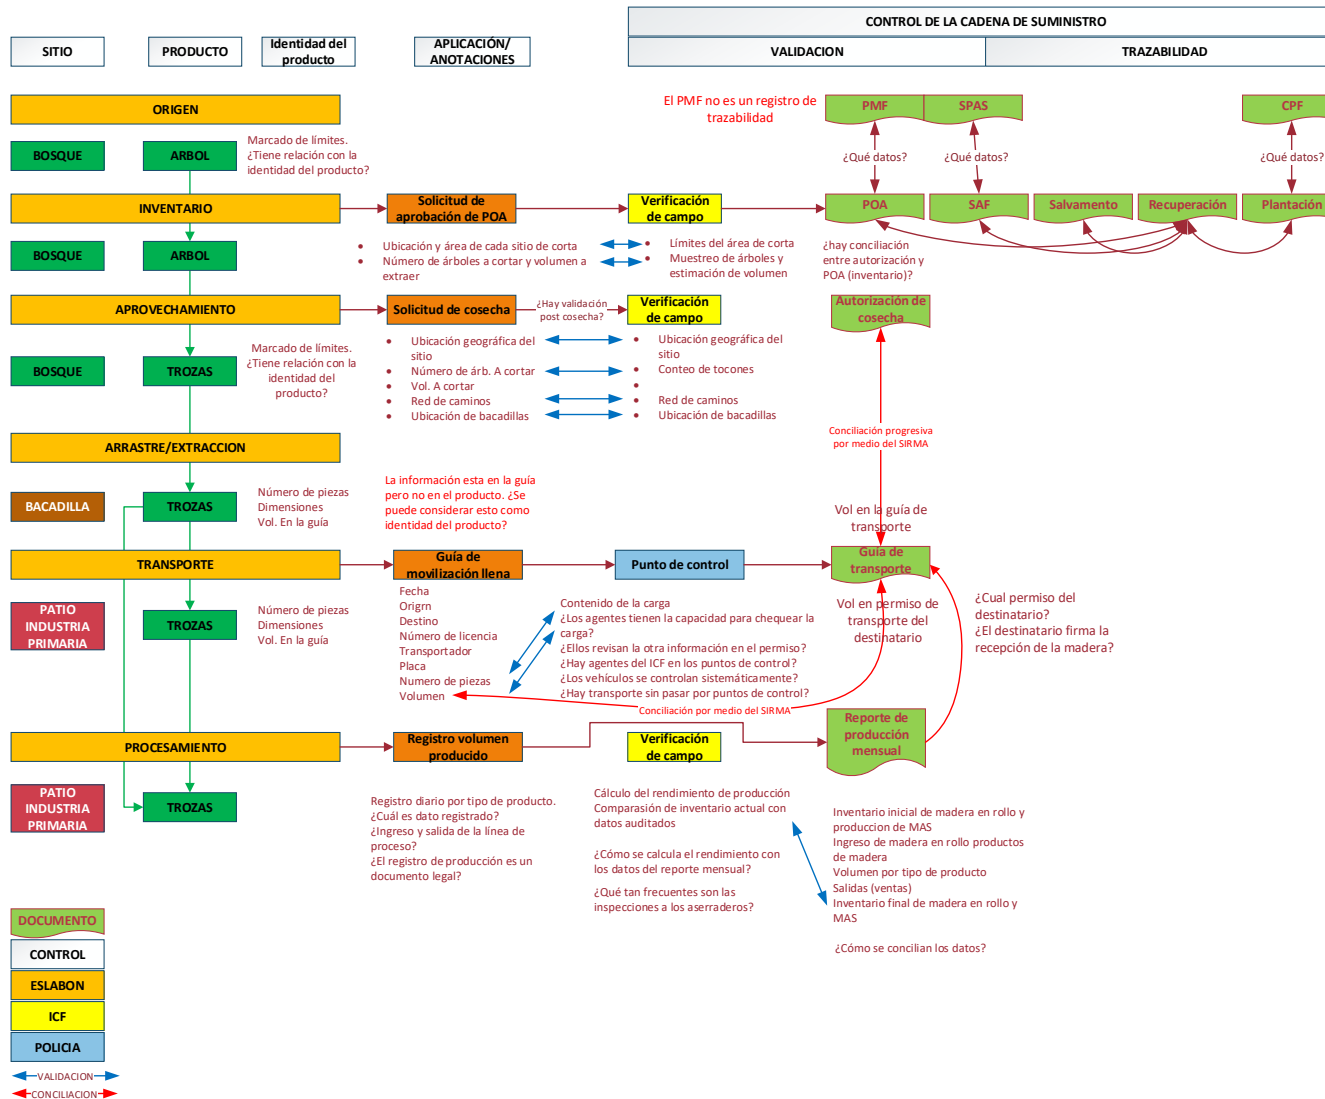 CONTROL DE LA CADENA DE SUMINISTRO
SITIO
PRODUCTO
Identidad del
producto
APLICACIÓN/
ANOTACIONES
VALIDACION
TRAZABILIDAD
ORIGEN
El PMF no es un registro de
trazabilidad
PMF
SPAS
CPF
BOSQUE
ARBOL
Marcado de límites.
¿Tiene relación con la
identidad del producto?
¿Qué datos?
¿Qué datos?
¿Qué datos?
INVENTARIO
Solicitud de
aprobación de POA
Verificación
de campo
POA
SAF
Salvamento
Recuperación
Plantación
BOSQUE
ARBOL
• Ubicación y área de cada sitio de corta
• Número de árboles a cortar y volumen a
extraer
• Límites del área de corta
• Muestreo de árboles y
estimación de volumen
¿hay conciliación
entre autorización y
POA (inventario)?
APROVECHAMIENTO
Solicitud de cosecha
¿Hay validación
post cosecha?
Verificación
de campo
Autorización de
cosecha
BOSQUE
TROZAS
Marcado de límites.
¿Tiene relación con la
identidad del
producto?
• Ubicación geográfica del
sitio
• Número de árb. A cortar
• Vol. A cortar
• Red de caminos
• Ubicación de bacadillas
• Ubicación geográfica del
sitio
• Conteo de tocones
•
• Red de caminos
• Ubicación de bacadillas
ARRASTRE/EXTRACCION
Conciliación progresiva
por medio del SIRMA
BACADILLA
TROZAS
Número de piezas
Dimensiones
Vol. En la guía
La información esta en la guía
pero no en el producto. ¿Se
puede considerar esto como
identidad del producto?
Vol en la guía de
transporte
TRANSPORTE
Guía de
movilización llena
Punto de control
Guía de
transporte
PATIO
INDUSTRIA
PRIMARIA
TROZAS
Número de piezas
Dimensiones
Vol. En la guía
Fecha
Origrn
Destino
Número de licencia
Transportador
Placa
Numero de piezas
Volumen
Contenido de la carga
¿Los agentes tienen la capacidad para chequear la
carga?
¿Ellos revisan la otra información en el permiso?
¿Hay agentes del ICF en los puntos de control?
¿Los vehículos se controlan sistemáticamente?
¿Hay transporte sin pasar por puntos de control?
Vol en permiso de
transporte del
destinatario
¿Cual permiso del
destinatario?
¿El destinatario firma la
recepción de la madera?
Conciliación por medio del SIRMA
PROCESAMIENTO
Registro volumen
producido
Verificación
de campo
Reporte de
producción
mensual
PATIO
INDUSTRIA
PRIMARIA
TROZAS
Registro diario por tipo de producto.
¿Cuál es dato registrado?
¿Ingreso y salida de la línea de
proceso?
¿El registro de producción es un
documento legal?
Cálculo del rendimiento de producción
Comparasión de inventario actual con
datos auditados
¿Cómo se calcula el rendimiento con
los datos del reporte mensual?
¿Qué tan frecuentes son las
inspecciones a los aserraderos?
Inventario inicial de madera en rollo y
produccion de MAS
Ingreso de madera en rollo productos
de madera
Volumen por tipo de producto
Salidas (ventas)
Inventario final de madera en rollo y
MAS
¿Cómo se concilian los datos?
DOCUMENTO
CONTROL
ESLABON
ICF
POLICIA
VALIDACION
CONCILIACION